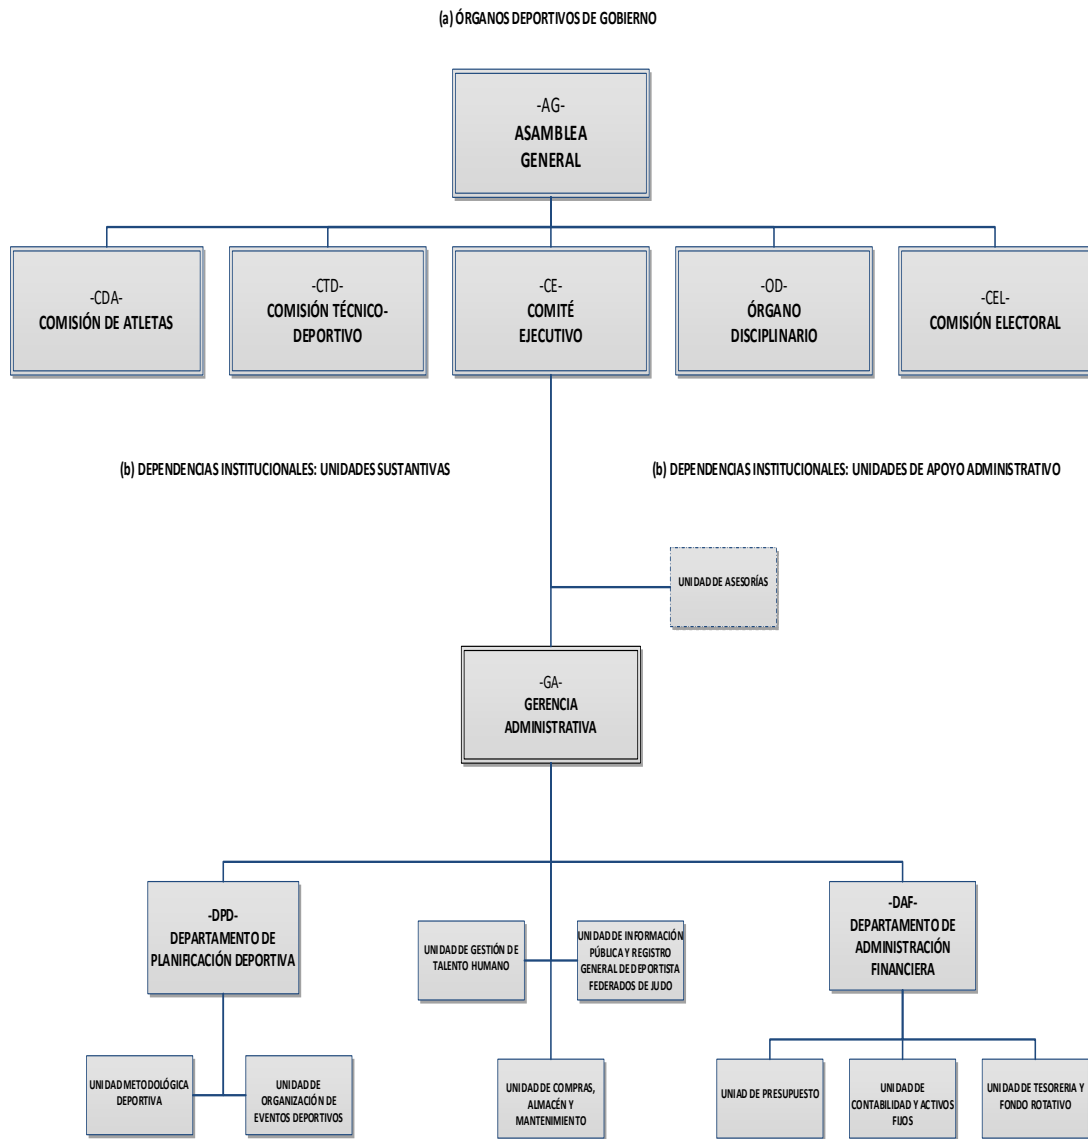 (a) ÓRGANOS DEPORTIVOS DE GOBIERNO
-AG-
ASAMBLEA
GENERAL
-CDA-
COMISIÓN DE ATLETAS
-CTD-
COMISIÓN TÉCNICO-
DEPORTIVO
-CE-
COMITÉ
EJECUTIVO
-OD-
ÓRGANO
DISCIPLINARIO
-CEL-
COMISIÓN ELECTORAL
(b) DEPENDENCIAS INSTITUCIONALES: UNIDADES SUSTANTIVAS
(b) DEPENDENCIAS INSTITUCIONALES: UNIDADES DE APOYO ADMINISTRATIVO
UNIDAD DE ASESORÍAS
-GA-
GERENCIA
ADMINISTRATIVA
-DPD-
DEPARTAMENTO DE
PLANIFICACIÓN DEPORTIVA
UNIDAD DE GESTIÓN DE
TALENTO HUMANO
UNIDAD DE INFORMACIÓN
PÚBLICA Y REGISTRO
GENERAL DE DEPORTISTA
FEDERADOS DE JUDO
-DAF-
DEPARTAMENTO DE
ADMINISTRACIÓN
FINANCIERA
UNIDAD METODOLÓGICA
DEPORTIVA
UNIDAD DE
ORGANIZACIÓN DE
EVENTOS DEPORTIVOS
UNIDAD DE COMPRAS,
ALMACÉN Y
MANTENIMIENTO
UNIAD DE PRESUPUESTO
UNIDAD DE
CONTABILIDAD Y ACTIVOS
FIJOS
UNIDAD DE TESORERIA Y
FONDO ROTATIVO